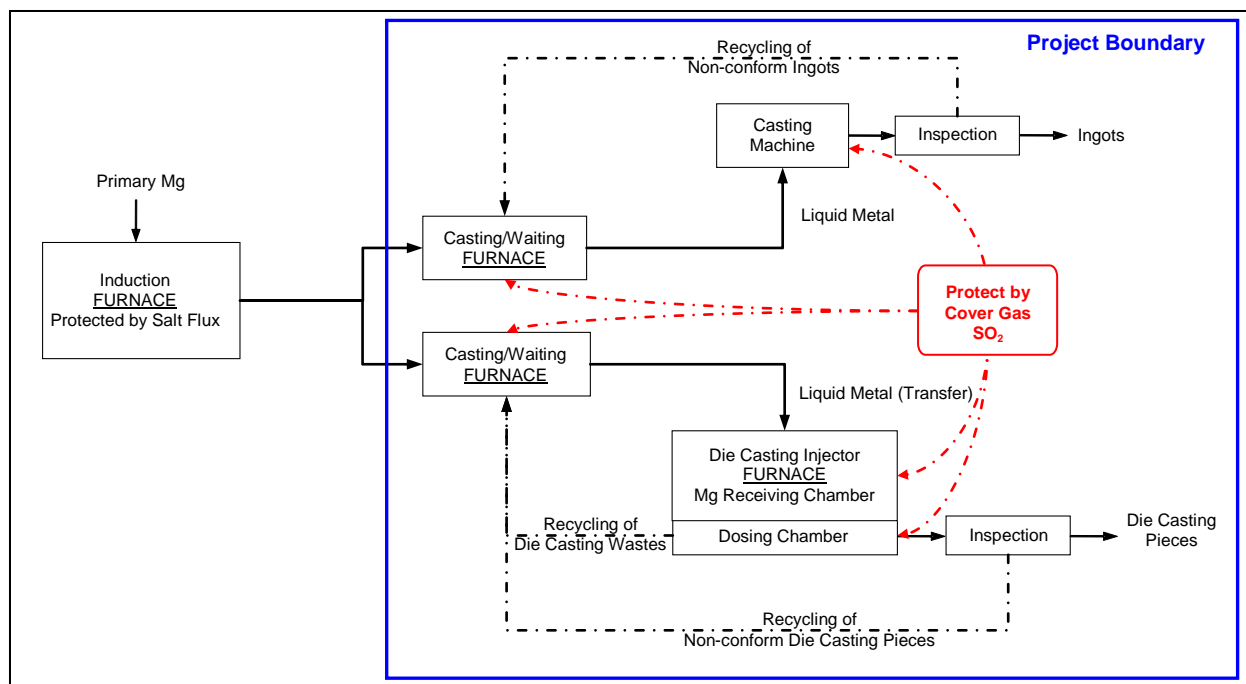 Project Boundary
Recycling of
Non-conform Ingots
Casting
Machine
Inspection
Ingots
Primary Mg
Liquid Metal
Casting/Waiting
FURNACE
Induction
FURNACE
Protected by Salt Flux
Protect by
Cover Gas
SO₂
Casting/Waiting
FURNACE
Liquid Metal (Transfer)
Die Casting Injector
FURNACE
Mg Receiving Chamber
Dosing Chamber
Recycling of
Die Casting Wastes
Inspection
Die Casting
Pieces
Recycling of
Non-conform Die Casting Pieces